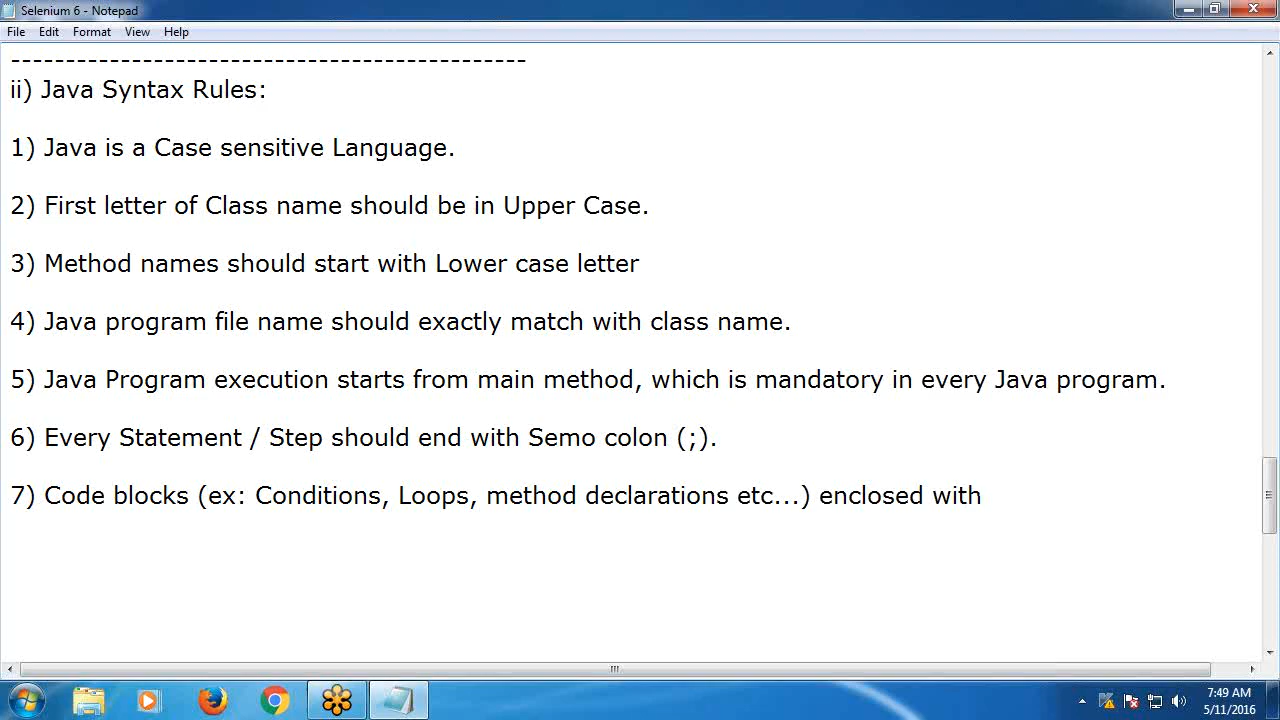 Selenium 6 - Notepad
File Edit Format View Help
-----------------------------------------------
ii) Java Syntax Rules:
1) Java is a Case sensitive Language.
2) First letter of Class name should be in Upper Case.
3) Method names should start with Lower case letter
4) Java program file name should exactly match with class name.
5) Java Program execution starts from main method, which is mandatory in every Java program.
6) Every Statement / Step should end with Semo colon (;).
7) Code blocks (ex: Conditions, Loops, method declarations etc...) enclosed with
7:49 AM
5/11/2016